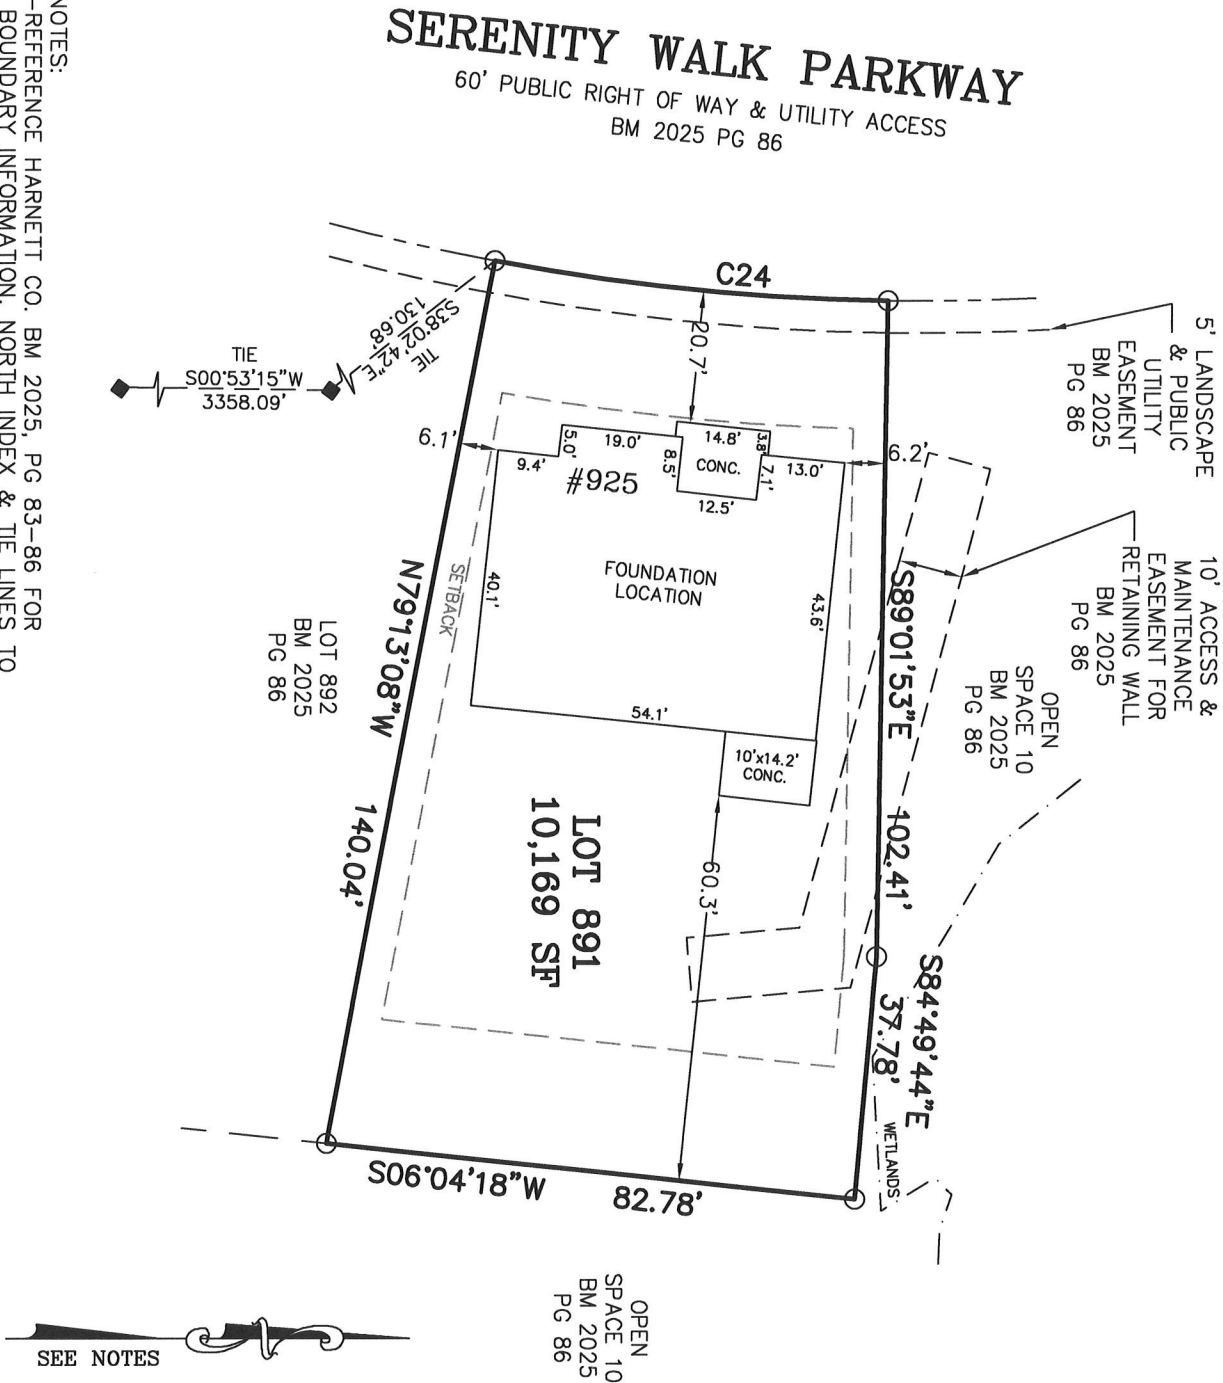 SERENITY WALK PARKWAY
60' PUBLIC RIGHT OF WAY & UTILITY ACCESS
BM 2025 PG 86
NOTES:
-REFERENCE HARNETT CO. BM 2025, PG 83-86 FOR
BOUNDARY INFORMATION, NORTH INDEX & TIE LINES TO
C24
5' LANDSCAPE
& PUBLIC
UTILITY
EASEMENT
BM 2025
PG 86
TIE
S38°02'42"E
130.68'
TIE
S00°53'15"W
3358.09'
20.7'
6.1'
6.2'
9.4'
5.0'
19.0'
14.8'
3.8'
8.5'
CONC.
7.1'
13.0'
12.5'
#925
FOUNDATION
LOCATION
40.1'
43.6'
54.1'
10'x14.2'
CONC.
SETBACK
10' ACCESS &
MAINTENANCE
EASEMENT FOR
RETAINING WALL
BM 2025
PG 86
OPEN
SPACE 10
BM 2025
PG 86
S89°01'53"E 102.41'
LOT 892
BM 2025
PG 86
N79°13'08"W 140.04'
LOT 891
10,169 SF
60.3'
S84°49'44"E
37.78'
WETLANDS
S06°04'18"W 82.78'
OPEN
SPACE 10
BM 2025
PG 86
N
SEE NOTES